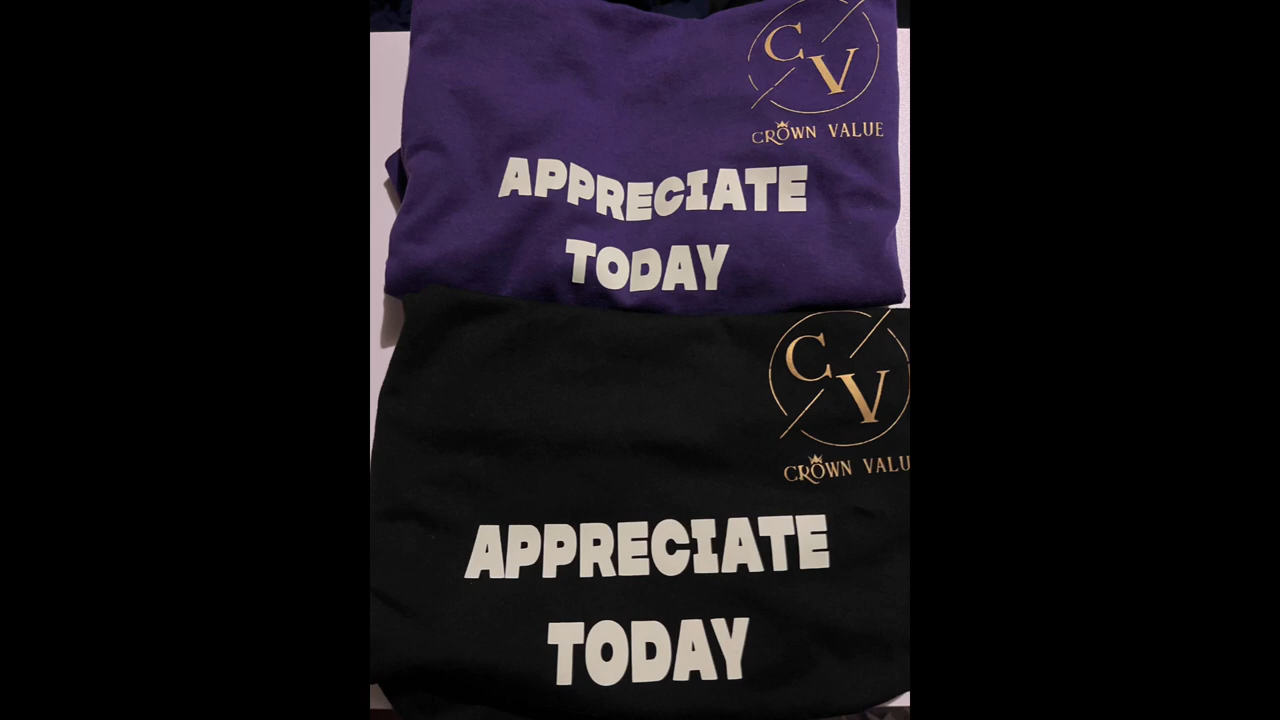 C
V
CROWN VALUE
APPRECIATE
TODAY
C
V
CROWN VALU
APPRECIATE
TODAY